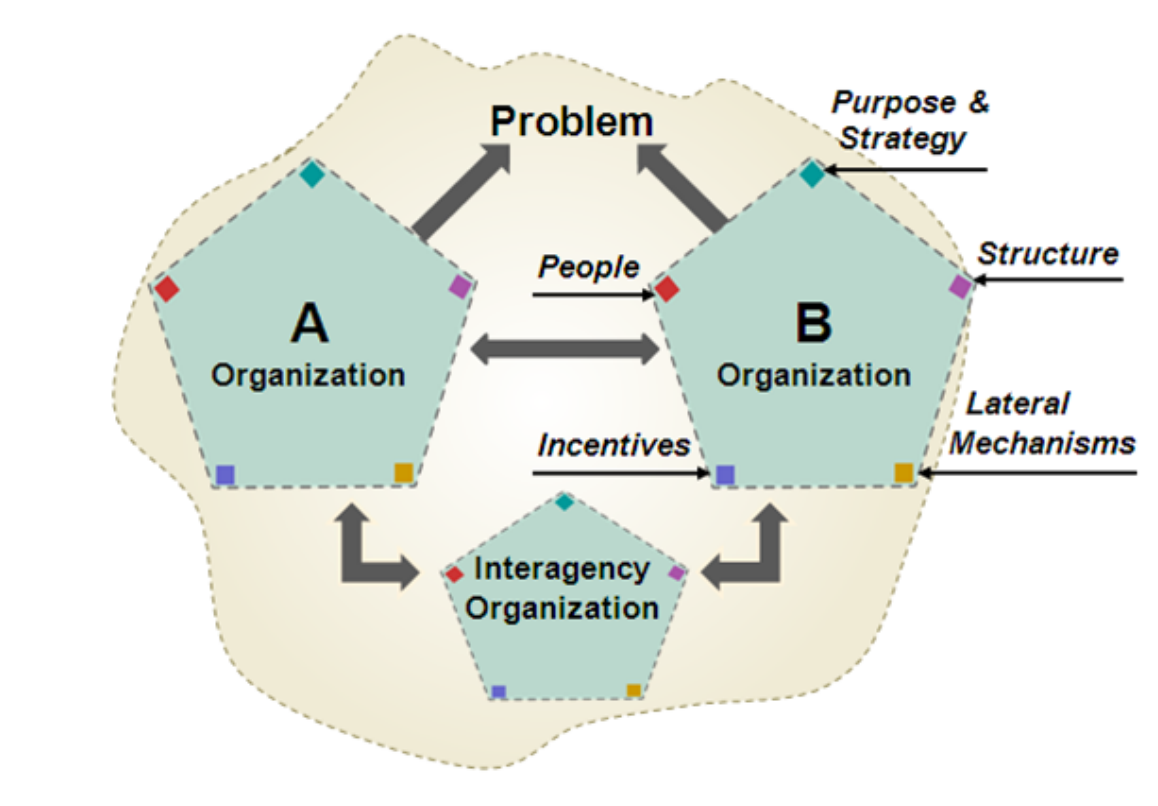 Problem
Purpose &
Strategy
People
Structure
A
Organization
B
Organization
Lateral
Mechanisms
Incentives
Interagency
Organization